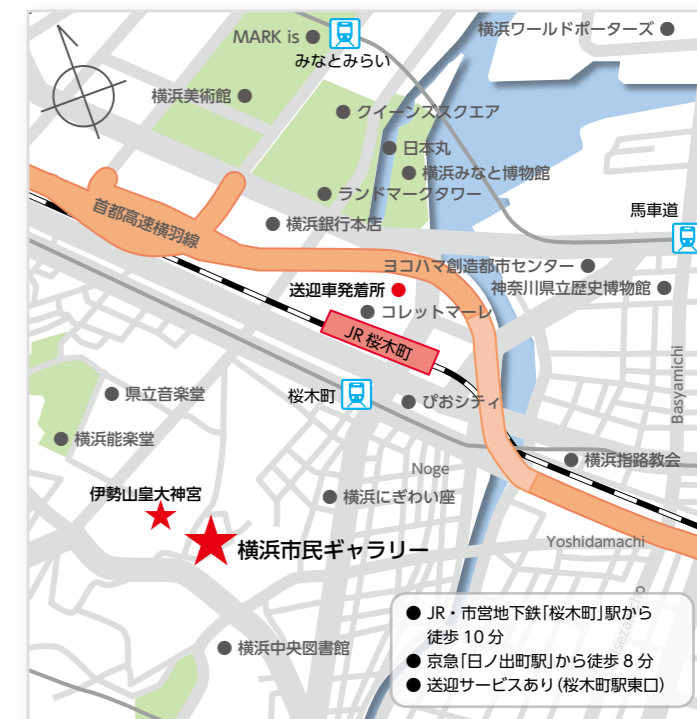 MARK is
みなとみらい
横浜ワールドポーターズ
横浜美術館
クイーンズスクエア
日本丸
横浜みなと博物館
ランドマークタワー
首都高速横羽線
横浜銀行本店
馬車道
ヨコハマ創造都市センター
送迎車発着所
神奈川県立歴史博物館
コレットマーレ
JR 桜木町
Basyamichi
県立音楽堂
桜木町
ぴおシティ
横浜能楽堂
横浜指路教会
Noge
伊勢山皇大神宮
横浜にぎわい座
横浜市民ギャラリー
Yoshidamachi
横浜中央図書館
● JR・市営地下鉄「桜木町」駅から
徒歩 10 分
● 京急「日ノ出町駅」から徒歩 8 分
● 送迎サービスあり(桜木町駅東口)